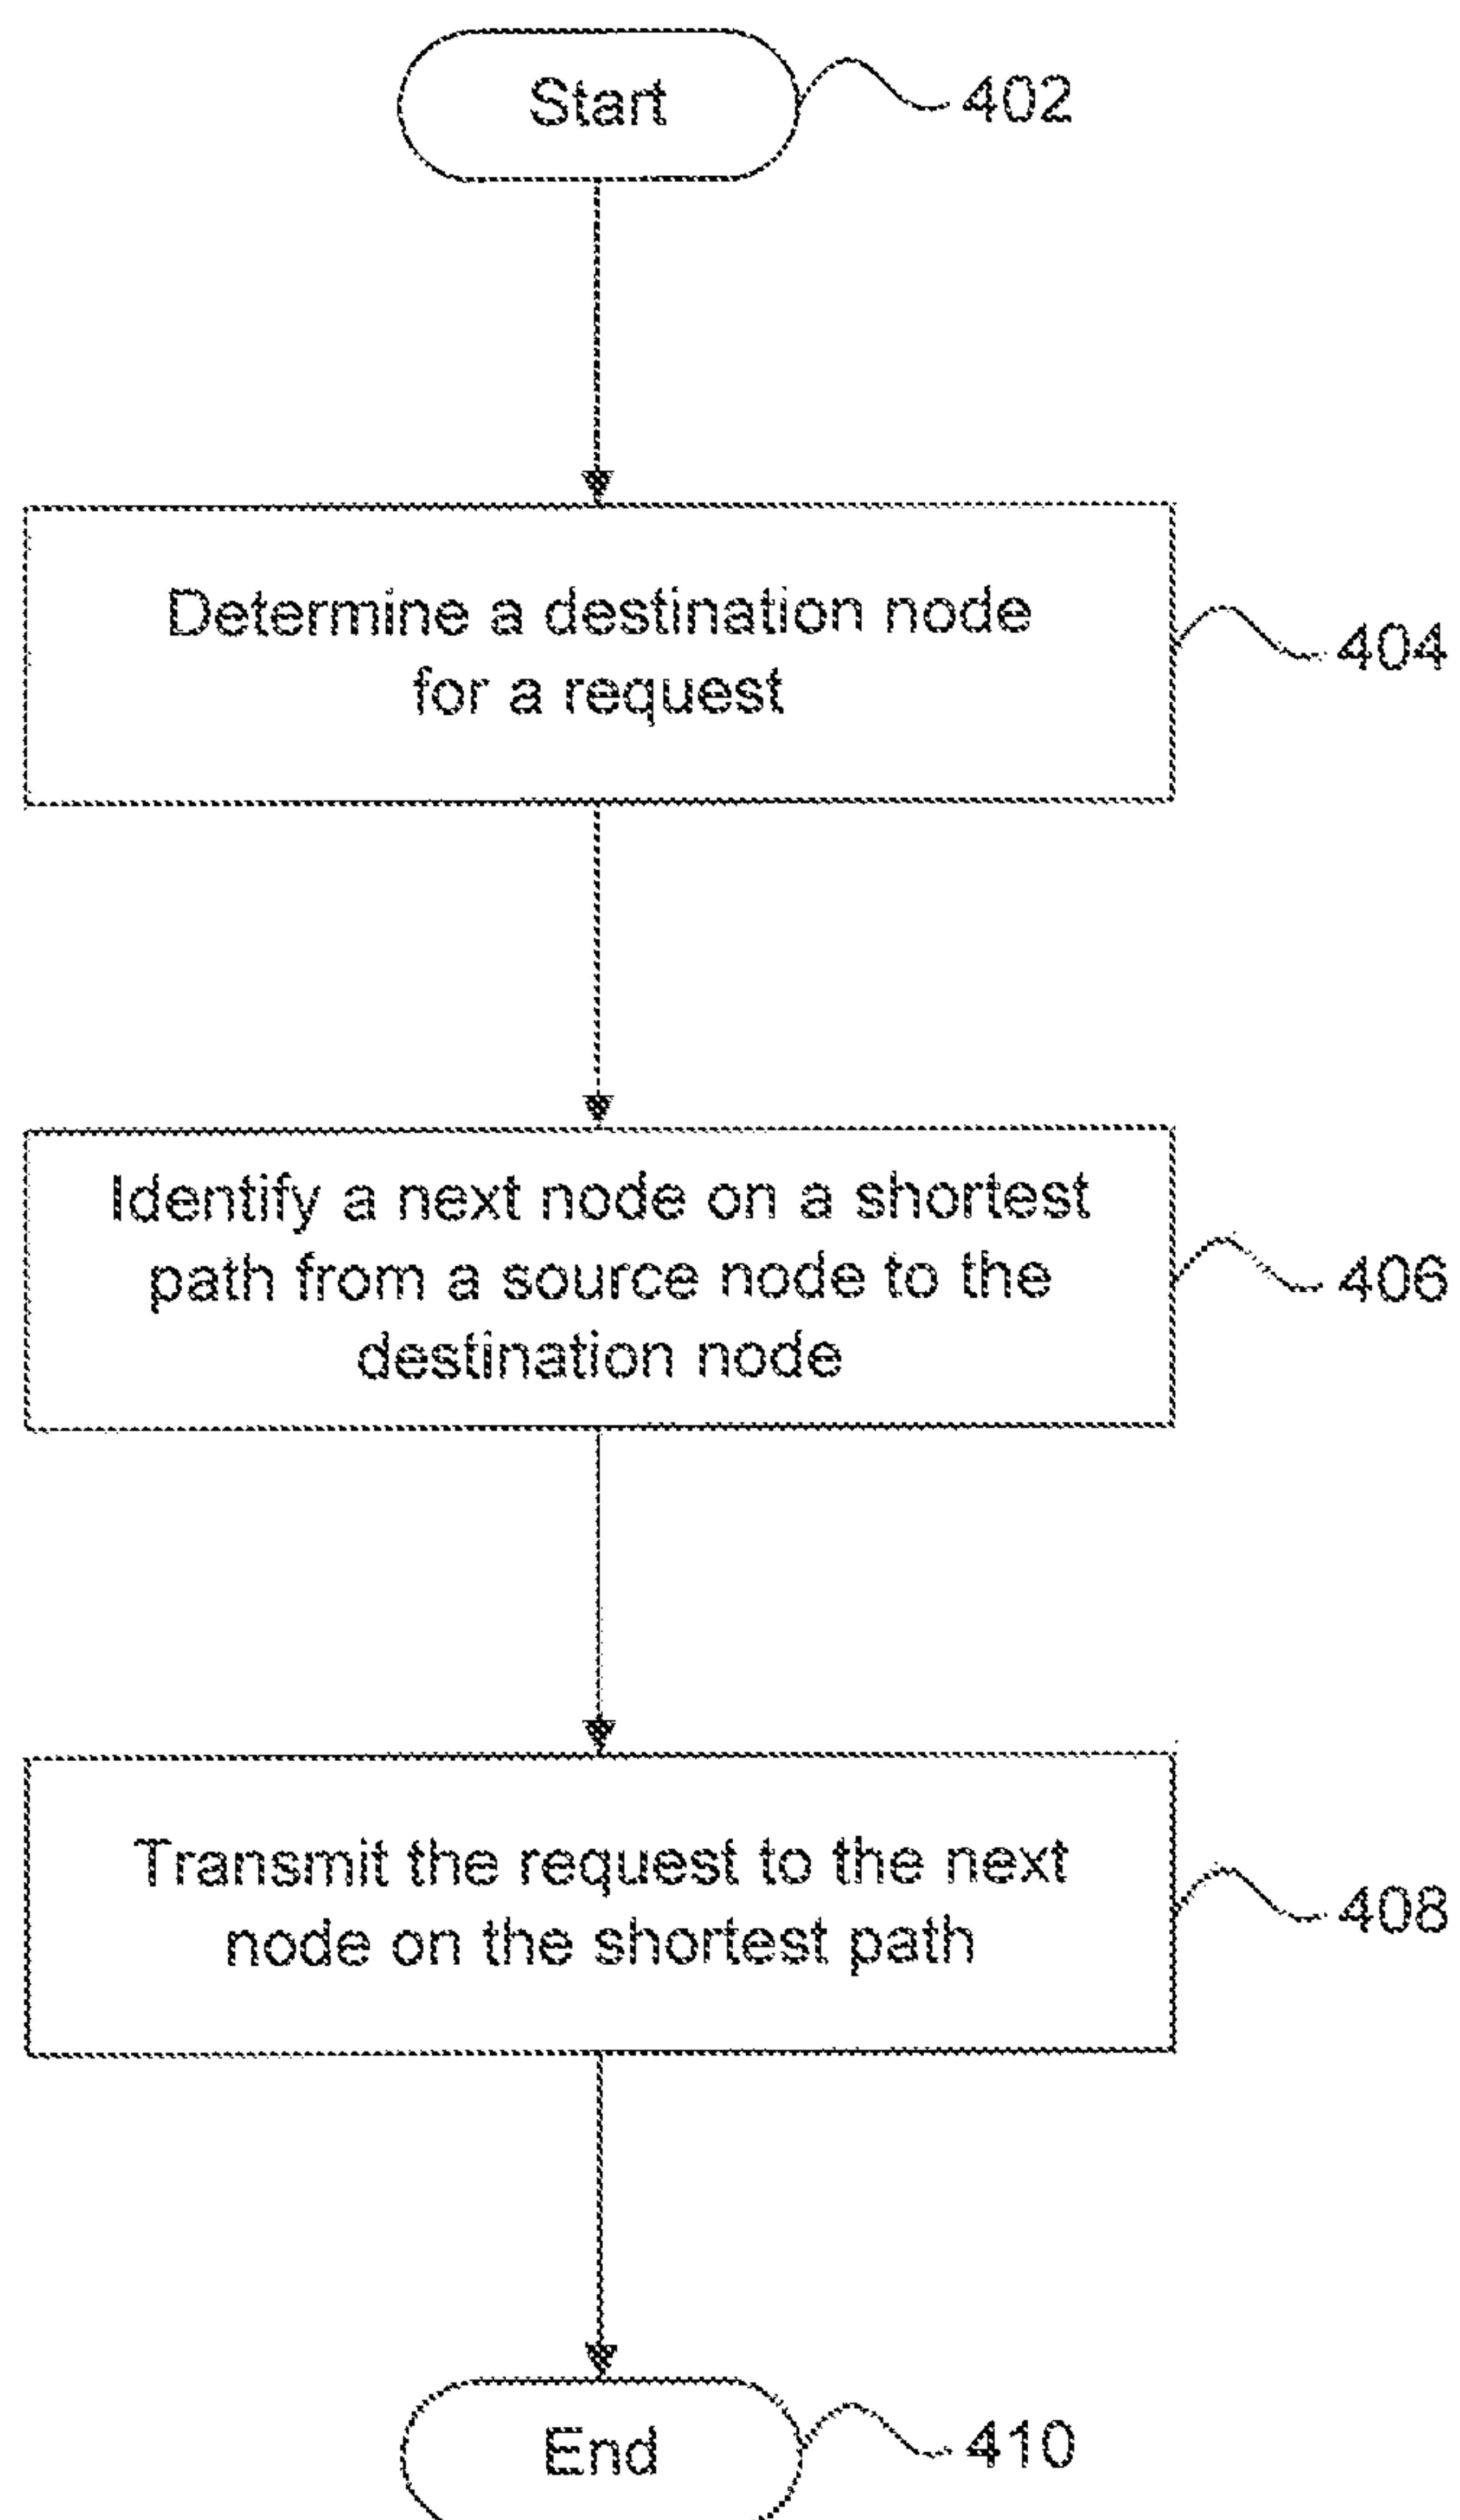 Start
402
Determine a destination node
for a request
404
Identify a next node on a shortest
path from a source node to the
destination node
406
Transmit the request to the next
node on the shortest path
408
End
410